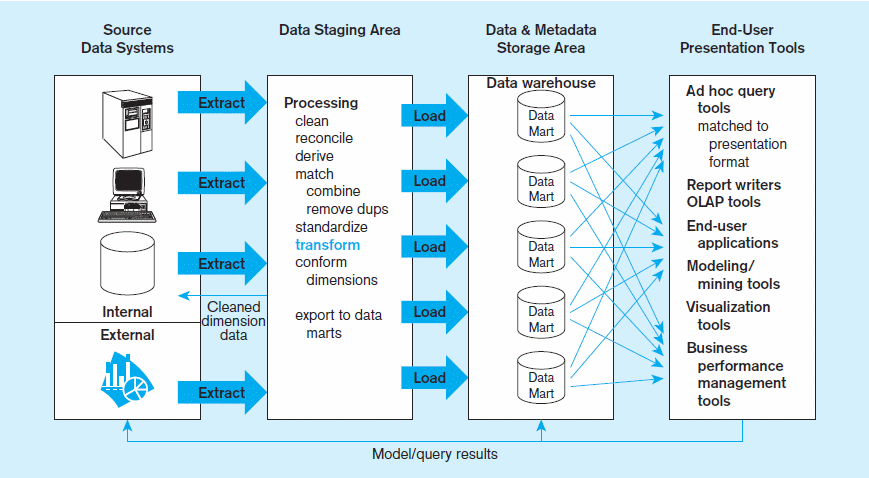 Source
Data Systems
Data Staging Area
Data & Metadata
Storage Area
End-User
Presentation Tools
Extract
Extract
Extract
Internal
Cleaned
dimension
data
External
Extract
Processing
clean
reconcile
derive
match
combine
remove dups
standardize
transform
conform
dimensions
export to data
marts
Load
Load
Load
Load
Load
Data warehouse
Data
Mart
Data
Mart
Data
Mart
Data
Mart
Data
Mart
Ad hoc query
tools
matched to
presentation
format
Report writers
OLAP tools
End-user
applications
Modeling/
mining tools
Visualization
tools
Business
performance
management
tools
Model/query results